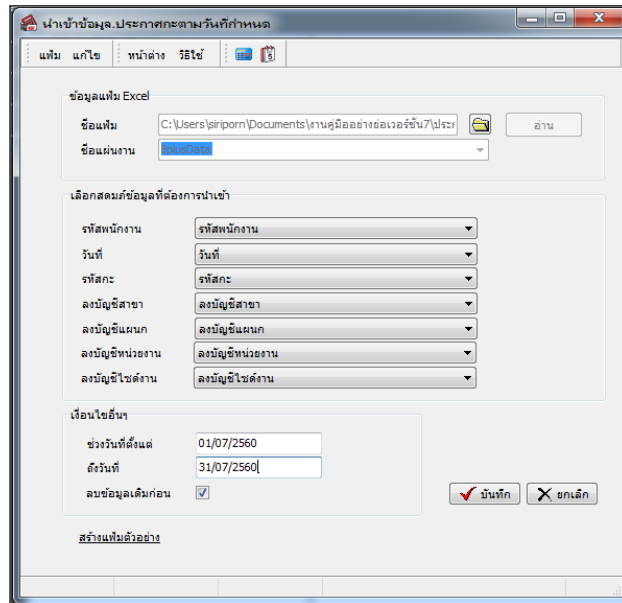 นำเข้าข้อมูล.ประกาศกะตามวันที่กำหนด
แฟ้ม แก้ไข หน้าต่าง วิธีใช้
ข้อมูลแฟ้ม Excel
ชื่อแฟ้ม C:\Users\siriporn\Documents\งานคู่มืออย่างย่อเวอร์ชั่น7\ประก อ่าน
ชื่อแผ่นงาน BplusData
เลือกสดมภ์ข้อมูลที่ต้องการนำเข้า
รหัสพนักงาน รหัสพนักงาน
วันที่ วันที่
รหัสกะ รหัสกะ
ลงบัญชีสาขา ลงบัญชีสาขา
ลงบัญชีแผนก ลงบัญชีแผนก
ลงบัญชีหน่วยงาน ลงบัญชีหน่วยงาน
ลงบัญชีไซด์งาน ลงบัญชีไซด์งาน
เงื่อนไขอื่นๆ
ช่วงวันที่ตั้งแต่ 01/07/2560
ถึงวันที่ 31/07/2560
ลบข้อมูลเดิมก่อน บันทึก ยกเลิก
สร้างแฟ้มตัวอย่าง